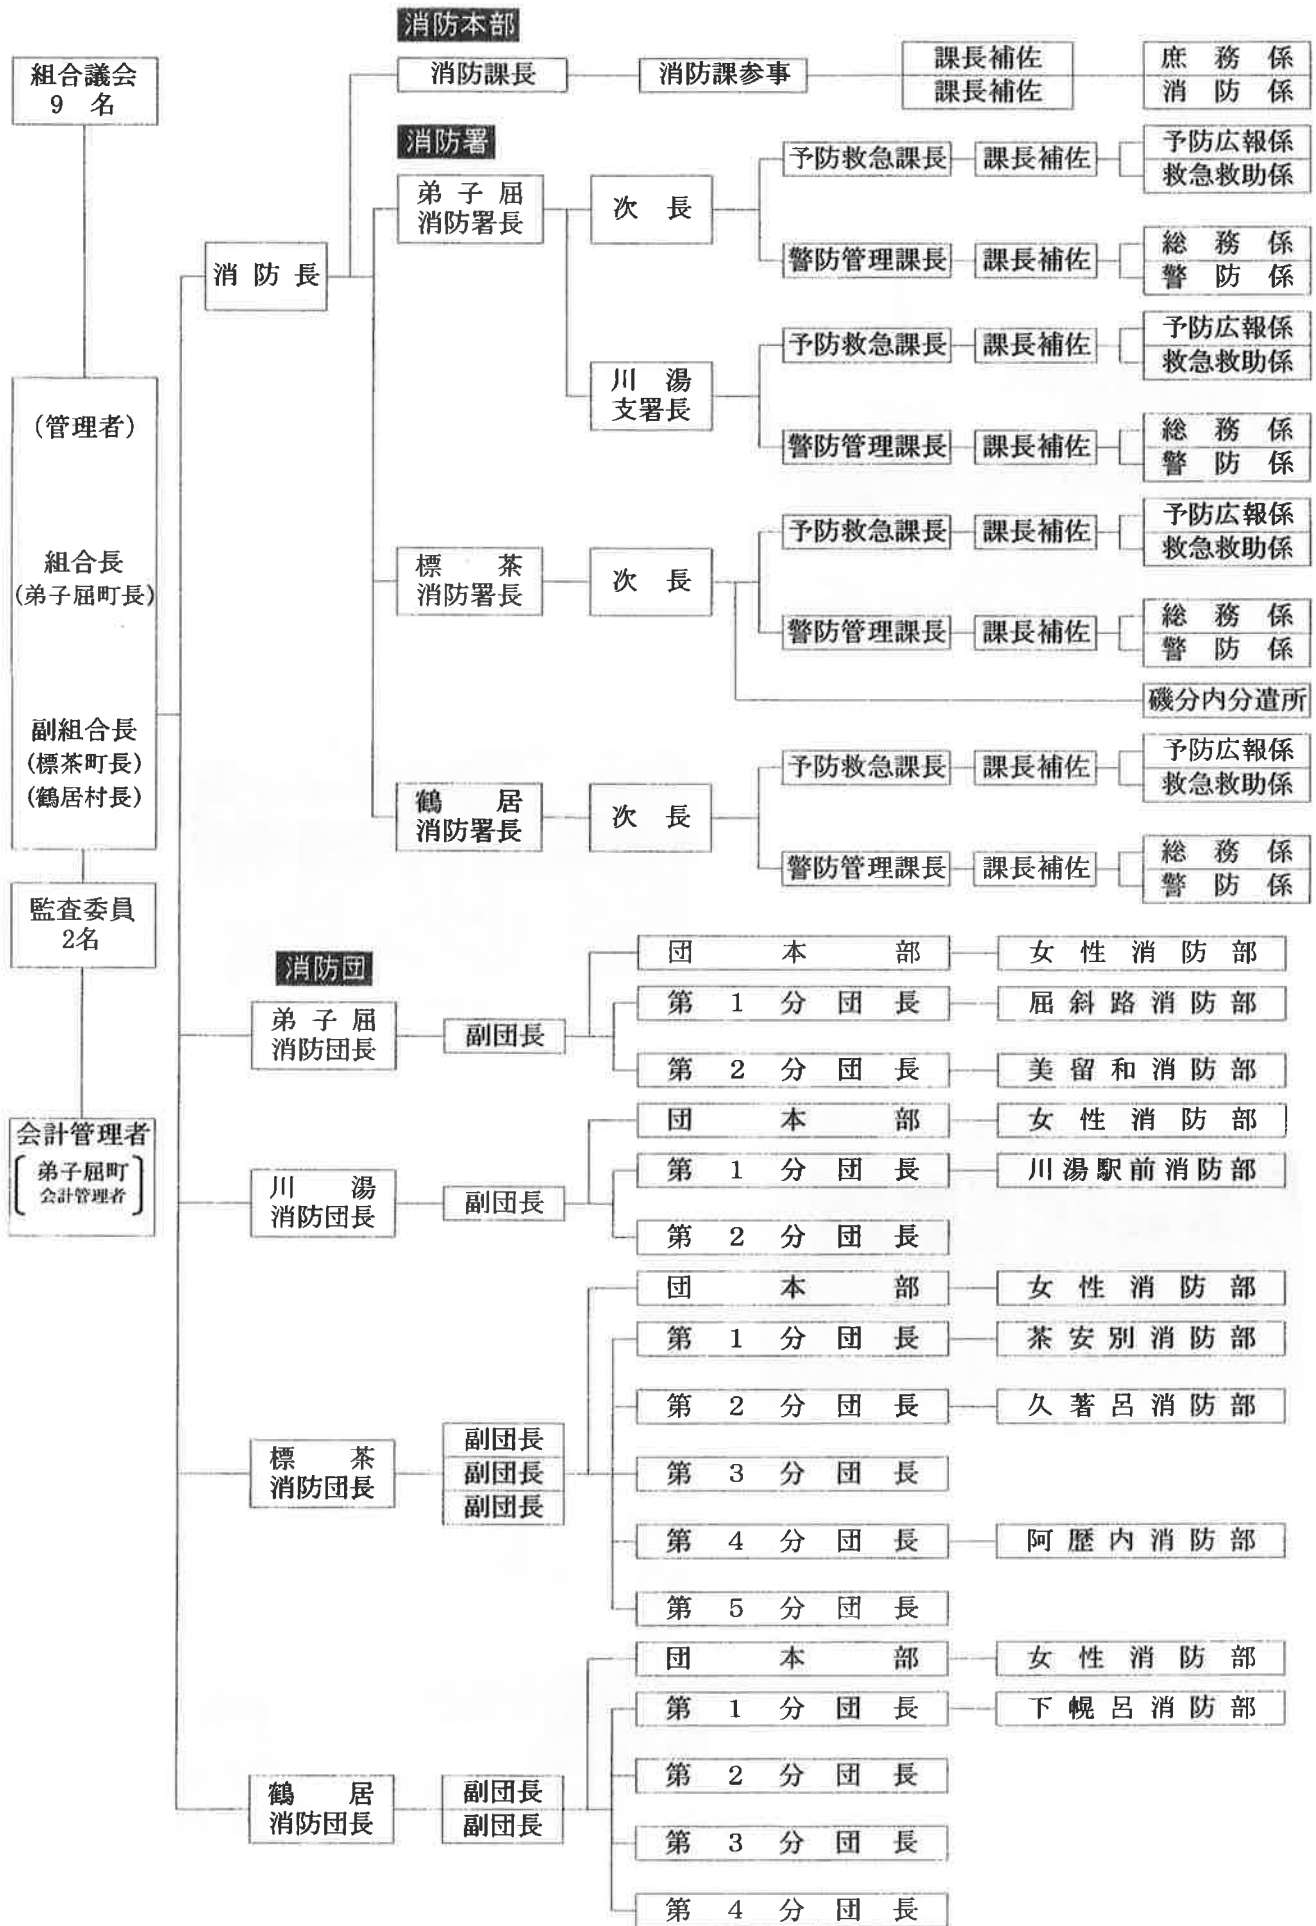 組合議会
9 名
(管理者)
組合長
(弟子屈町長)
副組合長
(標茶町長)
(鶴居村長)
監査委員
2名
会計管理者
弟子屈町
会計管理者
消防長
消防本部
消防課長
消防課参事
課長補佐
課長補佐
庶務係
消防係
消防署
弟子屈
消防署長
次長
予防救急課長
課長補佐
予防広報係
救急救助係
警防管理課長
課長補佐
総務係
警防係
川湯
支署長
予防救急課長
課長補佐
予防広報係
救急救助係
警防管理課長
課長補佐
総務係
警防係
標茶
消防署長
次長
予防救急課長
課長補佐
予防広報係
救急救助係
警防管理課長
課長補佐
総務係
警防係
磯分内分遣所
鶴居
消防署長
次長
予防救急課長
課長補佐
予防広報係
救急救助係
警防管理課長
課長補佐
総務係
警防係
消防団
弟子屈
消防団長
副団長
団本部
女性消防部
第1分団長
屈斜路消防部
第2分団長
美留和消防部
川湯
消防団長
副団長
団本部
女性消防部
第1分団長
川湯駅前消防部
第2分団長
標茶
消防団長
副団長
副団長
副団長
団本部
女性消防部
第1分団長
茶安別消防部
第2分団長
久著呂消防部
第3分団長
第4分団長
阿歴内消防部
第5分団長
鶴居
消防団長
副団長
副団長
団本部
女性消防部
第1分団長
下幌呂消防部
第2分団長
第3分団長
第4分団長